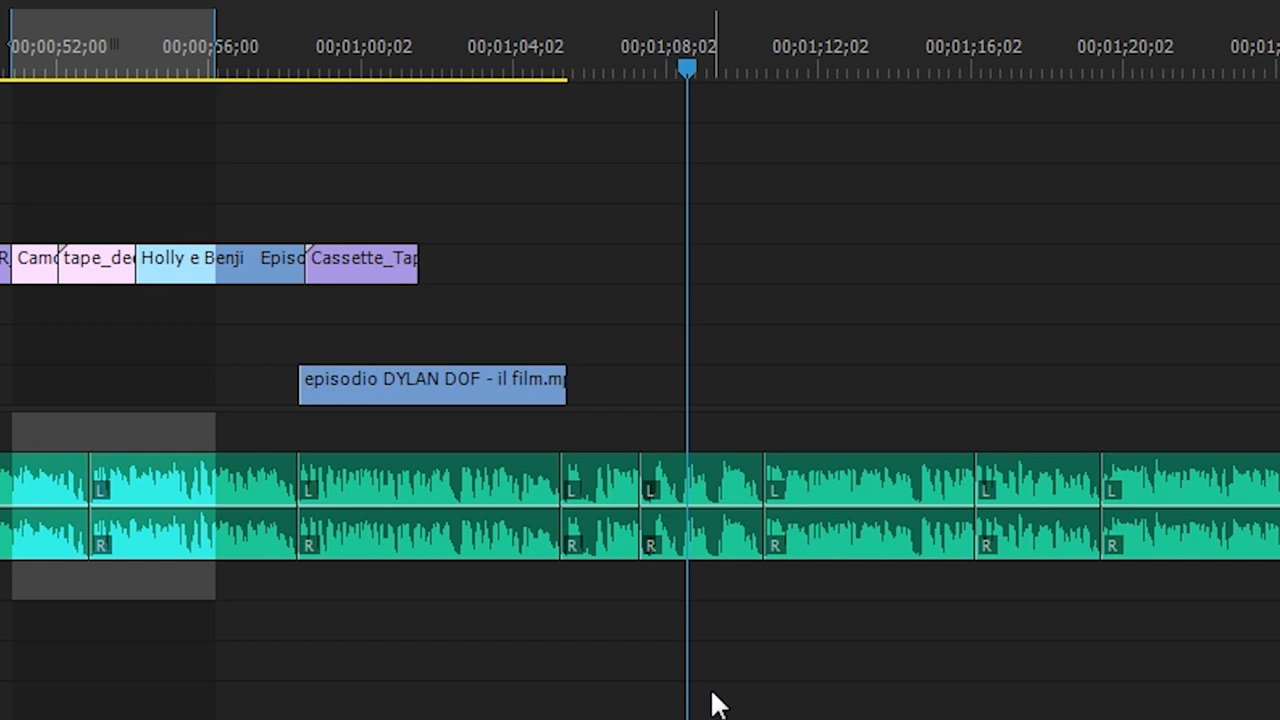 00;00;52;00 00;00;56;00 00;01;00;02 00;01;04;02 00;01;08;02 00;01;12;02 00;01;16;02 00;01;20;02 00;01;
R Camo tape_de Holly e Benji Episo Cassette_Tap
episodio DYLAN DOF - il film.m
L L L L L L L
R R R R R R R